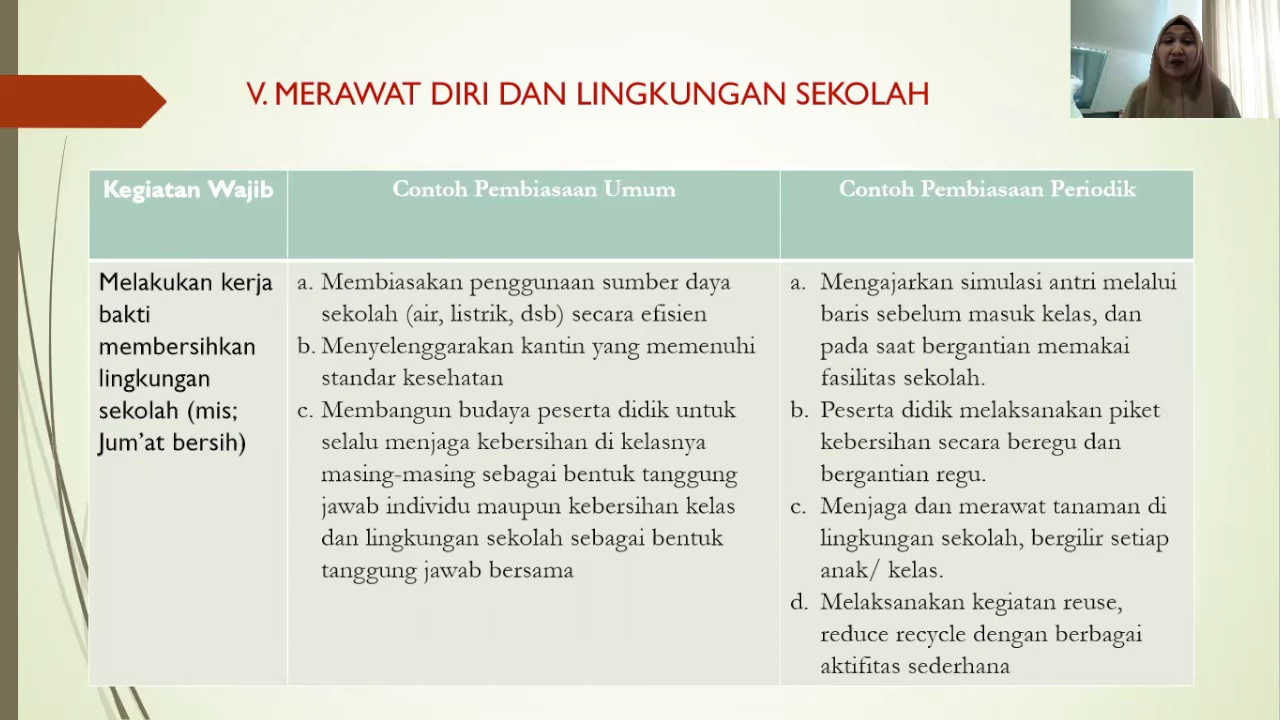 V. MERAWAT DIRI DAN LINGKUNGAN SEKOLAH
Kegiatan Wajib
Contoh Pembiasaan Umum
Contoh Pembiasaan Periodik
Melakukan kerja
bakti
membersihkan
lingkungan
sekolah (mis;
Jum'at bersih)
a. Membiasakan penggunaan sumber daya
sekolah (air, listrik, dsb) secara efisien
b. Menyelenggarakan kantin yang memenuhi
standar kesehatan
c. Membangun budaya peserta didik untuk
selalu menjaga kebersihan di kelasnya
masing-masing sebagai bentuk tanggung
jawab individu maupun kebersihan kelas
dan lingkungan sekolah sebagai bentuk
tanggung jawab bersama
a. Mengajarkan simulasi antri melalui
baris sebelum masuk kelas, dan
pada saat bergantian memakai
fasilitas sekolah.
b. Peserta didik melaksanakan piket
kebersihan secara beregu dan
bergantian regu.
c. Menjaga dan merawat tanaman di
lingkungan sekolah, bergilir setiap
anak/ kelas.
d. Melaksanakan kegiatan reuse,
reduce recycle dengan berbagai
aktifitas sederhana